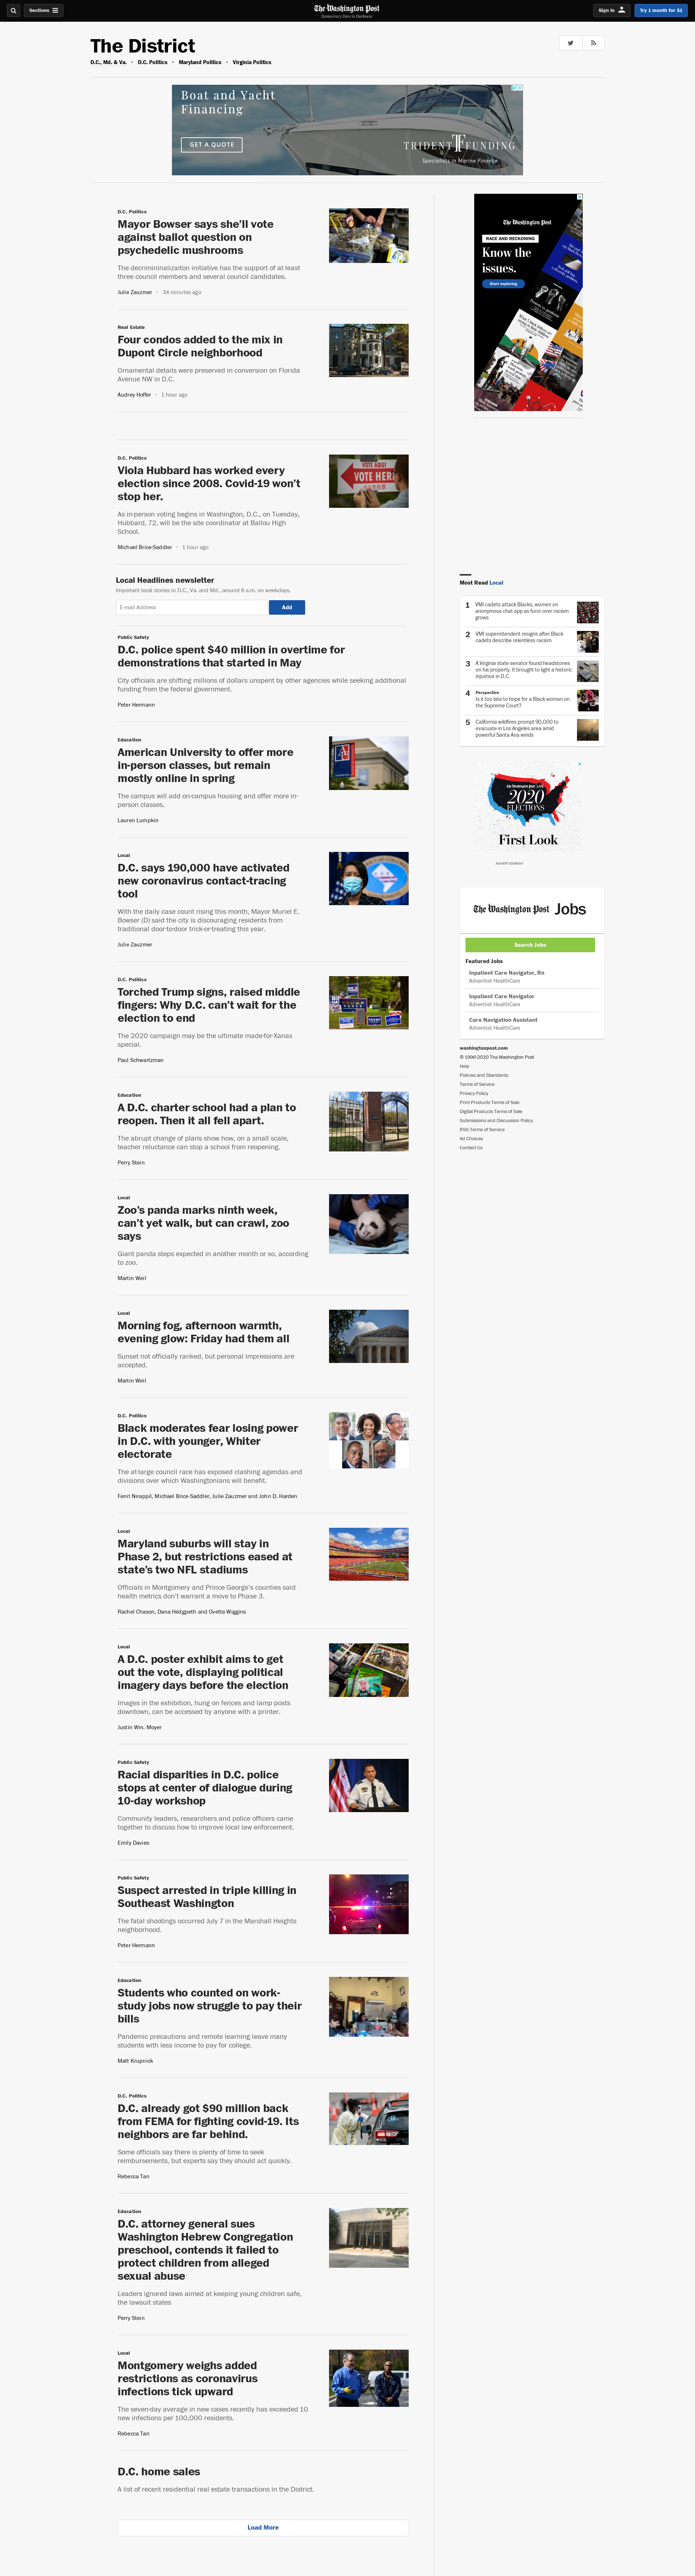 Sections
The Washington Post
Democracy Dies in Darkness
Sign In
Try 1 month for $1
The District
D.C., Md. & Va. • D.C. Politics • Maryland Politics • Virginia Politics
Boat and Yacht
Financing
GET A QUOTE
TRIDENT FUNDING
Specialists in Marine Finance
D.C. Politics
Mayor Bowser says she'll vote
against ballot question on
psychedelic mushrooms
The decrimininalizaiton initiative has the support of at least
three council members and several council candidates.
Julie Zauzmer • 34 minutes ago
Real Estate
Four condos added to the mix in
Dupont Circle neighborhood
Ornamental details were preserved in conversion on Florida
Avenue NW in D.C.
Audrey Hoffer • 1 hour ago
D.C. Politics
Viola Hubbard has worked every
election since 2008. Covid-19 won't
stop her.
As in-person voting begins in Washington, D.C., on Tuesday,
Hubbard, 72, will be the site coordinator at Ballou High
School.
Michael Brice-Saddler • 1 hour ago
VOTE AQUI
VOTE HERE
Local Headlines newsletter
Important local stories in D.C., Va. and Md., around 8 a.m. on weekdays.
E-mail Address
Add
Public Safety
D.C. police spent $40 million in overtime for
demonstrations that started in May
City officials are shifting millions of dollars unspent by other agencies while seeking additional
funding from the federal government.
Peter Hermann
Education
American University to offer more
in-person classes, but remain
mostly online in spring
The campus will add on-campus housing and offer more in-
person classes.
Lauren Lumpkin
Local
D.C. says 190,000 have activated
new coronavirus contact-tracing
tool
With the daily case count rising this month, Mayor Muriel E.
Bowser (D) said the city is discouraging residents from
traditional door-to-door trick-or-treating this year.
Julie Zauzmer
D.C. Politics
Torched Trump signs, raised middle
fingers: Why D.C. can't wait for the
election to end
The 2020 campaign may be the ultimate made-for-Xanax
special.
Paul Schwartzman
Education
A D.C. charter school had a plan to
reopen. Then it all fell apart.
The abrupt change of plans show how, on a small scale,
teacher reluctance can stop a school from reopening.
Perry Stein
Local
Zoo's panda marks ninth week,
can't yet walk, but can crawl, zoo
says
Giant panda steps expected in another month or so, according
to zoo.
Martin Weil
Local
Morning fog, afternoon warmth,
evening glow: Friday had them all
Sunset not officially ranked, but personal impressions are
accepted.
Martin Weil
D.C. Politics
Black moderates fear losing power
in D.C. with younger, Whiter
electorate
The at-large council race has exposed clashing agendas and
divisions over which Washingtonians will benefit.
Fenit Nirappil, Michael Brice-Saddler, Julie Zauzmer and John D. Harden
Local
Maryland suburbs will stay in
Phase 2, but restrictions eased at
state's two NFL stadiums
Officials in Montgomery and Prince George's counties said
health metrics don't warrant a move to Phase 3.
Rachel Chason, Dana Hedgpeth and Ovetta Wiggins
Local
A D.C. poster exhibit aims to get
out the vote, displaying political
imagery days before the election
Images in the exhibition, hung on fences and lamp posts
downtown, can be accessed by anyone with a printer.
Justin Wm. Moyer
Public Safety
Racial disparities in D.C. police
stops at center of dialogue during
10-day workshop
Community leaders, researchers and police officers came
together to discuss how to improve local law enforcement.
Emily Davies
Public Safety
Suspect arrested in triple killing in
Southeast Washington
The fatal shootings occurred July 7 in the Marshall Heights
neighborhood.
Peter Hermann
Education
Students who counted on work-
study jobs now struggle to pay their
bills
Pandemic precautions and remote learning leave many
students with less income to pay for college.
Matt Krupnick
D.C. Politics
D.C. already got $90 million back
from FEMA for fighting covid-19. Its
neighbors are far behind.
Some officials say there is plenty of time to seek
reimbursements, but experts say they should act quickly.
Rebecca Tan
Education
D.C. attorney general sues
Washington Hebrew Congregation
preschool, contends it failed to
protect children from alleged
sexual abuse
Leaders ignored laws aimed at keeping young children safe,
the lawsuit states
Perry Stein
Local
Montgomery weighs added
restrictions as coronavirus
infections tick upward
The seven-day average in new cases recently has exceeded 10
new infections per 100,000 residents.
Rebecca Tan
D.C. home sales
A list of recent residential real estate transactions in the District.
Load More
The Washington Post
RACE AND RECKONING
Know the
issues.
Start exploring
Most Read Local
1 VMI cadets attack Blacks, women on
anonymous chat app as furor over racism
grows
2 VMI superintendent resigns after Black
cadets describe relentless racism
3 A Virginia state senator found headstones
on his property. It brought to light a historic
injustice in D.C.
4 Perspective
Is it too late to hope for a Black woman on
the Supreme Court?
5 California wildfires prompt 90,000 to
evacuate in Los Angeles area amid
powerful Santa Ana winds
2020
ELECTIONS
First Look
ADVERTISEMENT
The Washington Post Jobs
Search Jobs
Featured Jobs
Inpatient Care Navigator, Rn
Adventist HealthCare
Inpatient Care Navigator
Adventist HealthCare
Care Navigation Assistant
Adventist HealthCare
washingtonpost.com
© 1996-2020 The Washington Post
Help
Policies and Standards
Terms of Service
Privacy Policy
Print Products Terms of Sale
Digital Products Terms of Sale
Submissions and Discussion Policy
RSS Terms of Service
Ad Choices
Contact Us